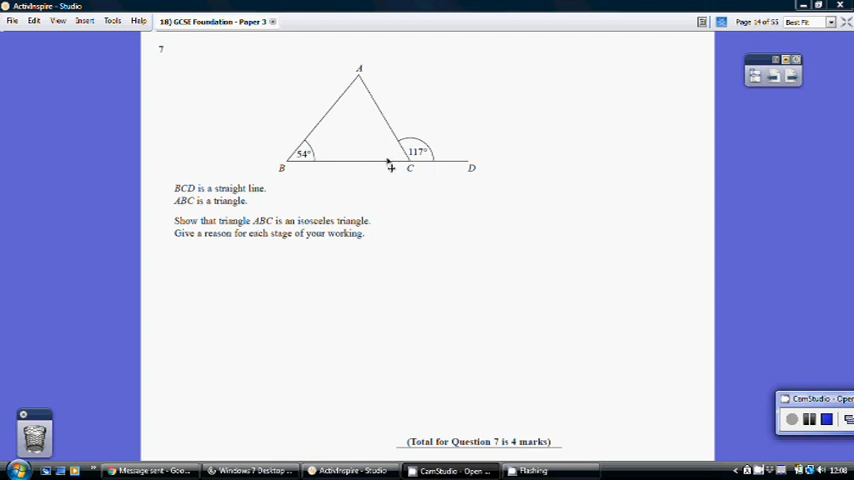 ActivInspire - Studio
File Edit View Insert Tools Help
18) GCSE Foundation - Paper 3
Page 14 of 55
Best Fit
7
A
54°
117°
B
C
D
BCD is a straight line.
ABC is a triangle.
Show that triangle ABC is an isosceles triangle.
Give a reason for each stage of your working.
(Total for Question 7 is 4 marks)
CamStudio - Open
Message sent - Goo...
Windows 7 Desktop ...
ActivInspire - Studio
CamStudio - Open ...
Flashing
12:08